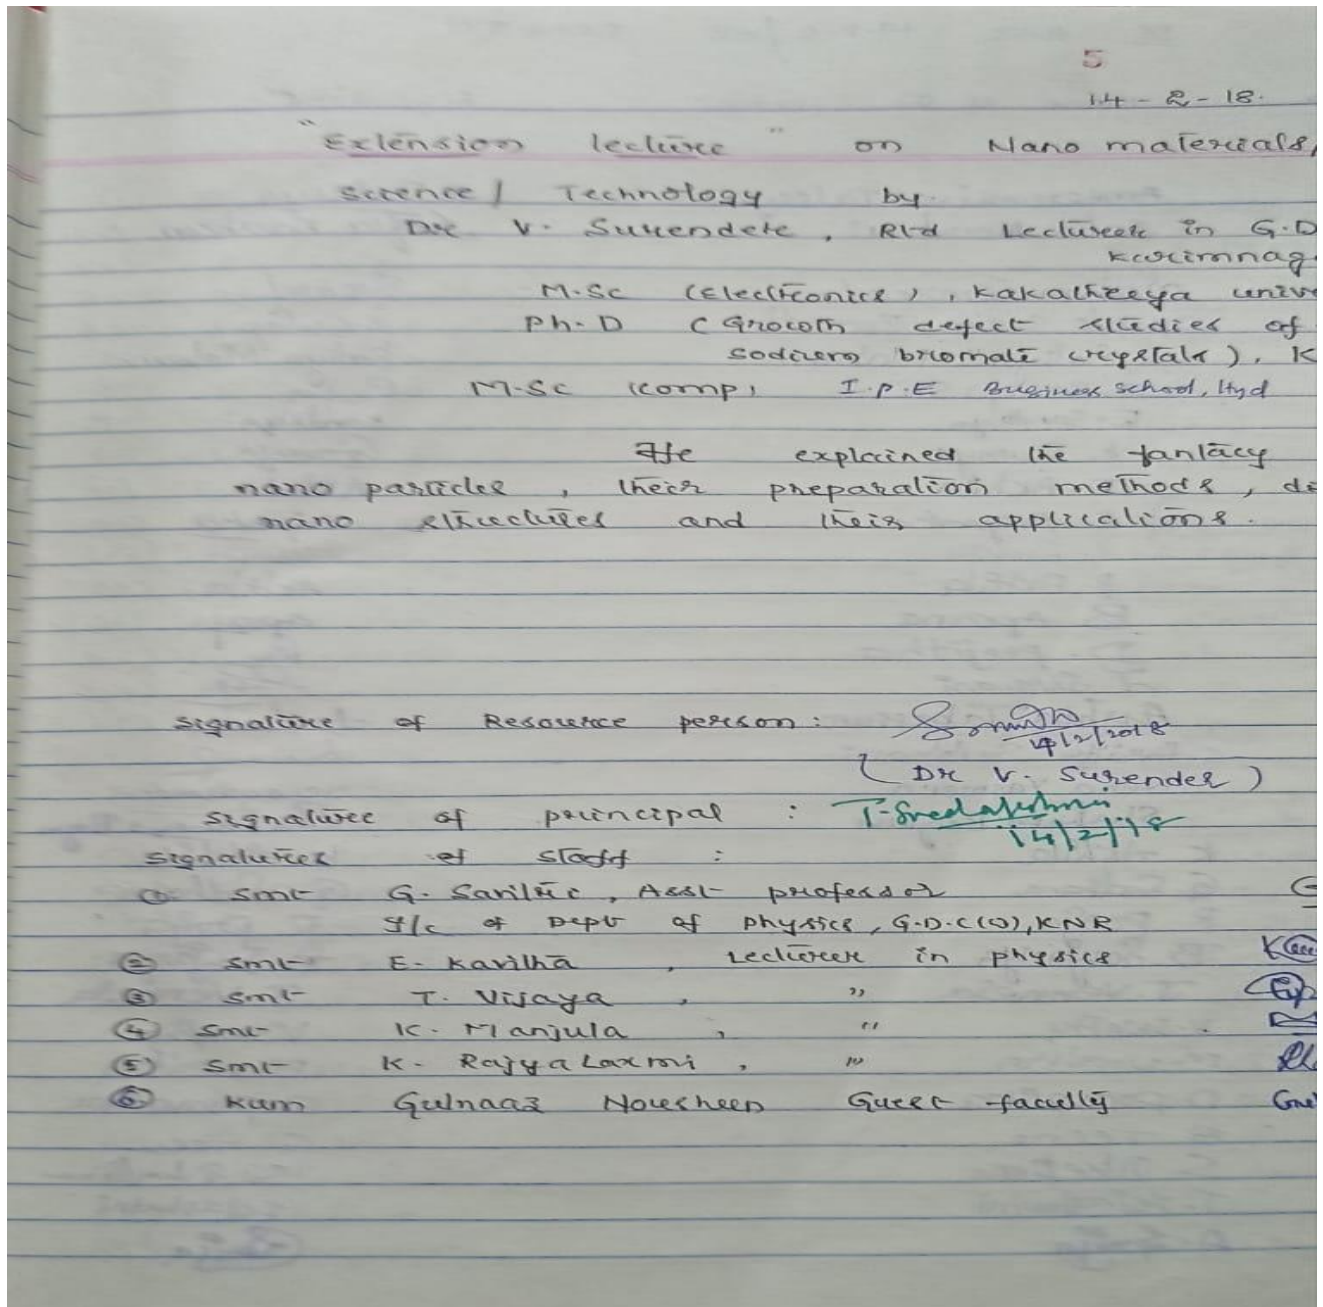 5
14-2-18.
"Extension lecture" on Nano materials,
Science / Technology by
Dr V. Surender, Rtd Lecturer in G.D
Karimnag
M.Sc (Electronics), Kakatheeya univ
Ph.D (Growth defect studies of
sodium bromate crystals), K
M.Sc (comp) I.P.E Business School, Hyd
He explained the fantacy
nano particles, their preparation methods, de
nano structures and their applications.
Signature of Resource person:
14/2/2018
(Dr V. Surender)
Signature of principal :
14/2/18
Signatures of staff :
① Smt G. Saritha, Asst professor
I/c of Dept of physics, G.D.C(W), KNR
② Smt E. Kavitha, lecturer in physics
③ Smt T. Vijaya, "
④ Smt K. Manjula, "
⑤ Smt K. Rajya Laxmi, "
⑥ Kum Gulnaaz Nousheen Guest faculty